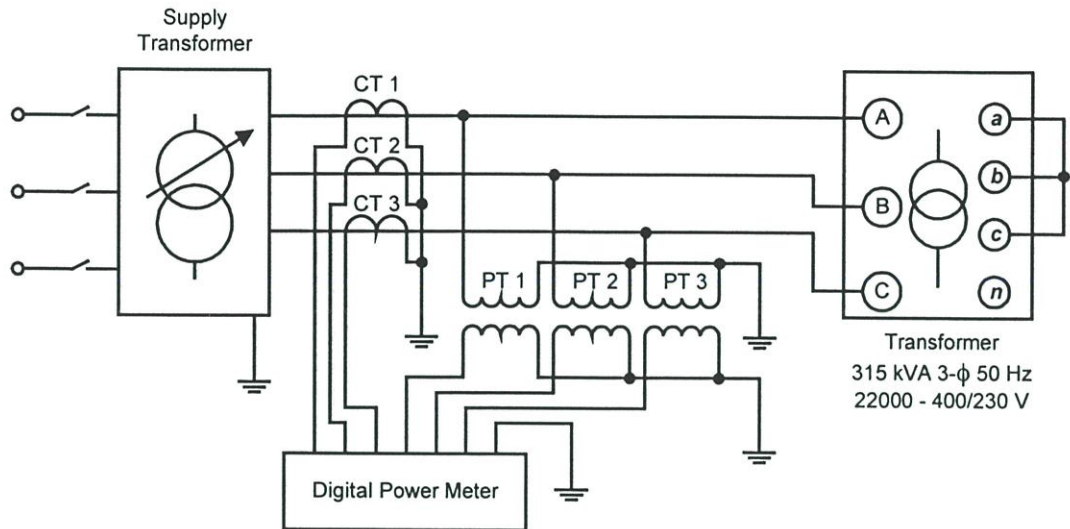 Supply
Transformer
CT 1
CT 2
CT 3
PT 1 PT 2 PT 3
A
B
C
a
b
c
n
Transformer
315 kVA 3-ϕ 50 Hz
22000 - 400/230 V
Digital Power Meter